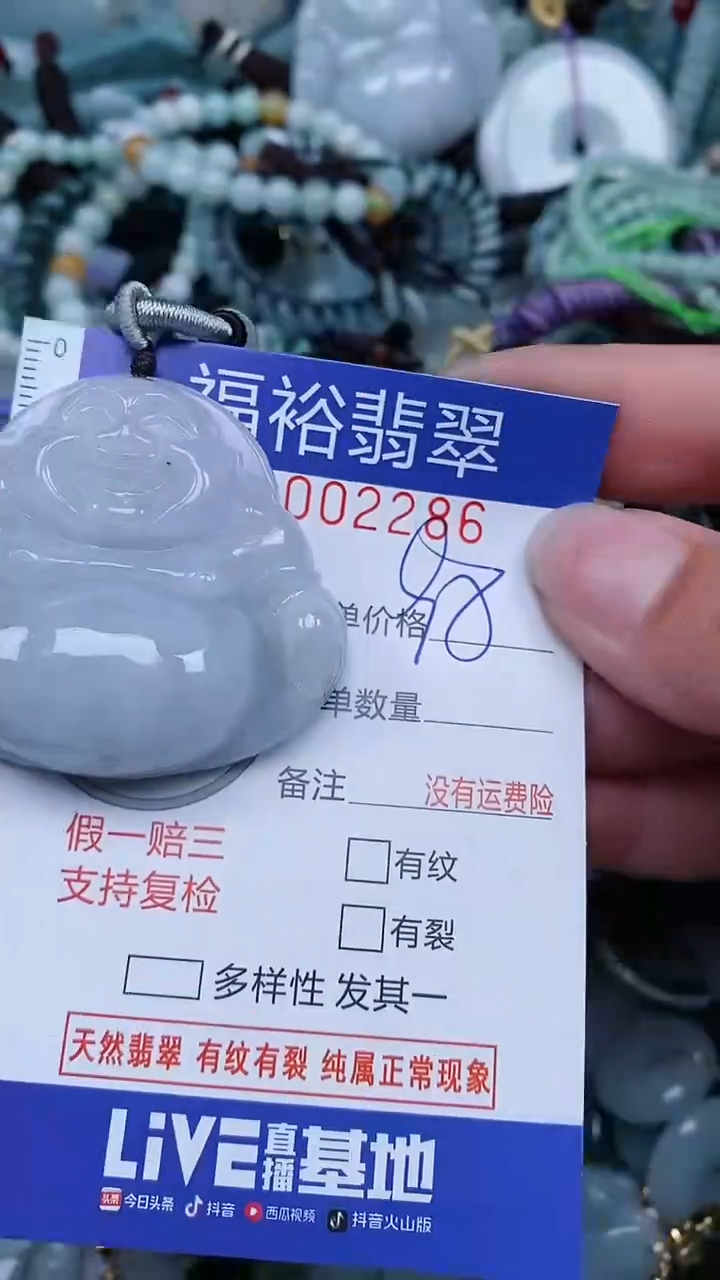 0
福裕翡翠
002286
98
单价格
单数量
备注 没有运费险
假一赔三
支持复检
有纹
有裂
多样性 发其一
天然翡翠 有纹有裂 纯属正常现象
LiVE直播基地
头条 今日头条 抖音 西瓜视频 抖音火山版